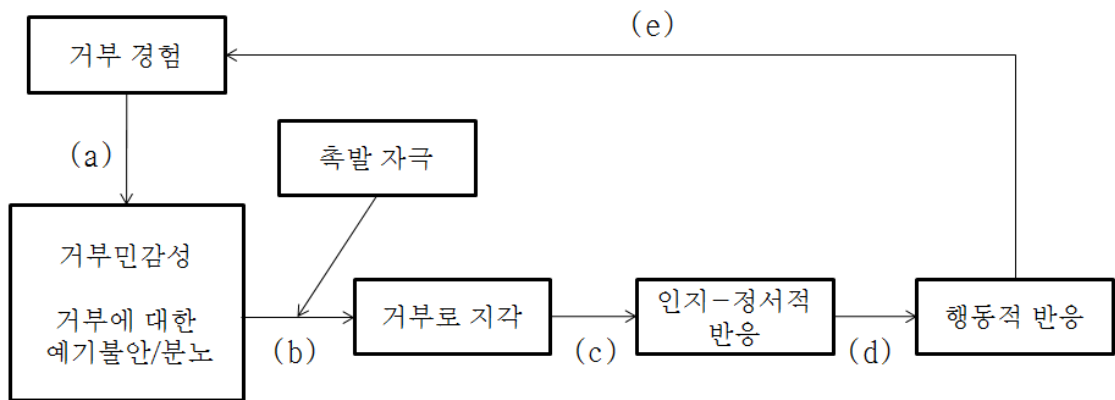 (e)
거부 경험
(a)
촉발 자극
거부민감성
거부에 대한
예기불안/분노
(b)
거부로 지각
(c)
인지-정서적
반응
(d)
행동적 반응